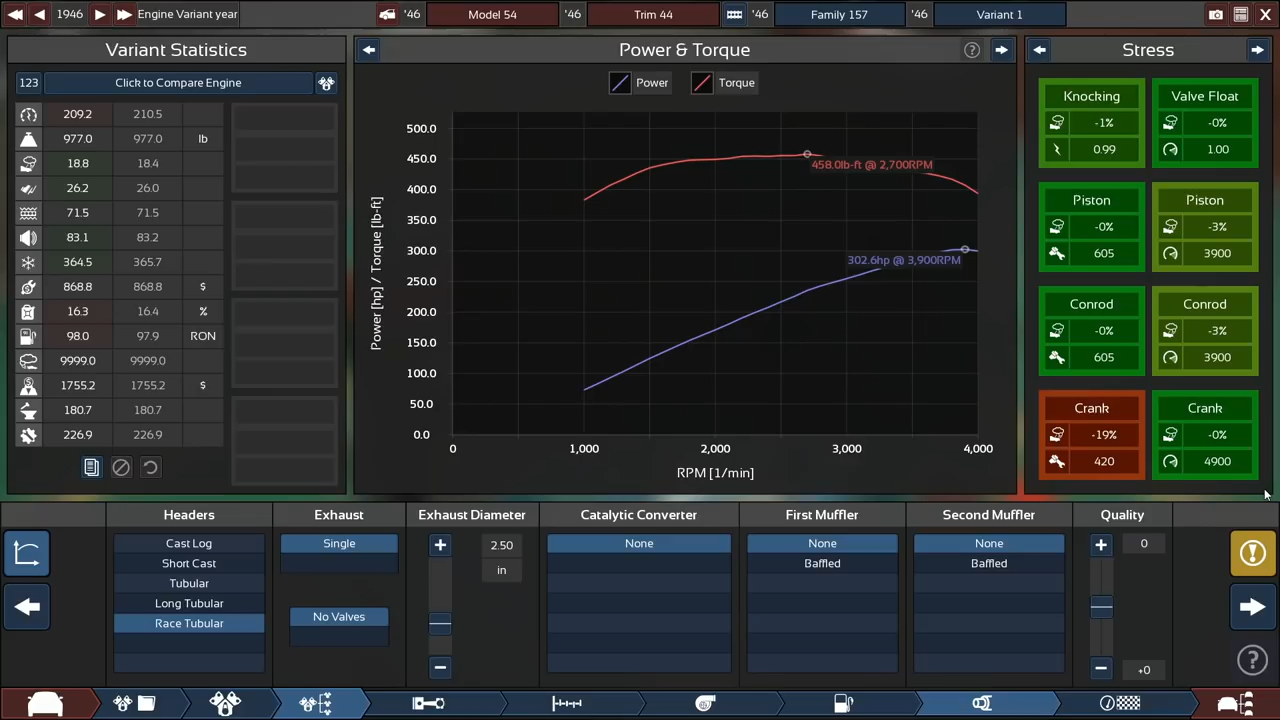 1946 Engine Variant year '46 Model 54 '46 Trim 44 '46 Family 157 '46 Variant 1
Variant Statistics
123 Click to Compare Engine
209.2 210.5
977.0 977.0 lb
18.8 18.4
26.2 26.0
71.5 71.5
83.1 83.2
364.5 365.7
868.8 868.8 $
16.3 16.4 %
98.0 97.9 RON
9999.0 9999.0
1755.2 1755.2 $
180.7 180.7
226.9 226.9
Power & Torque ?
Power Torque
Power [hp] / Torque [lb-ft]
500.0
450.0
400.0
350.0
300.0
250.0
200.0
150.0
100.0
50.0
0.0
458.0lb-ft @ 2,700RPM
302.6hp @ 3,900RPM
0 1,000 2,000 3,000 4,000
RPM [1/min]
Stress
Knocking
-1%
0.99
Valve Float
-0%
1.00
Piston
-0%
605
Piston
-3%
3900
Conrod
-0%
605
Conrod
-3%
3900
Crank
-19%
420
Crank
-0%
4900
Headers
Cast Log
Short Cast
Tubular
Long Tubular
Race Tubular
Exhaust
Single
No Valves
Exhaust Diameter
2.50
in
Catalytic Converter
None
First Muffler
None
Baffled
Second Muffler
None
Baffled
Quality
0
+0
?